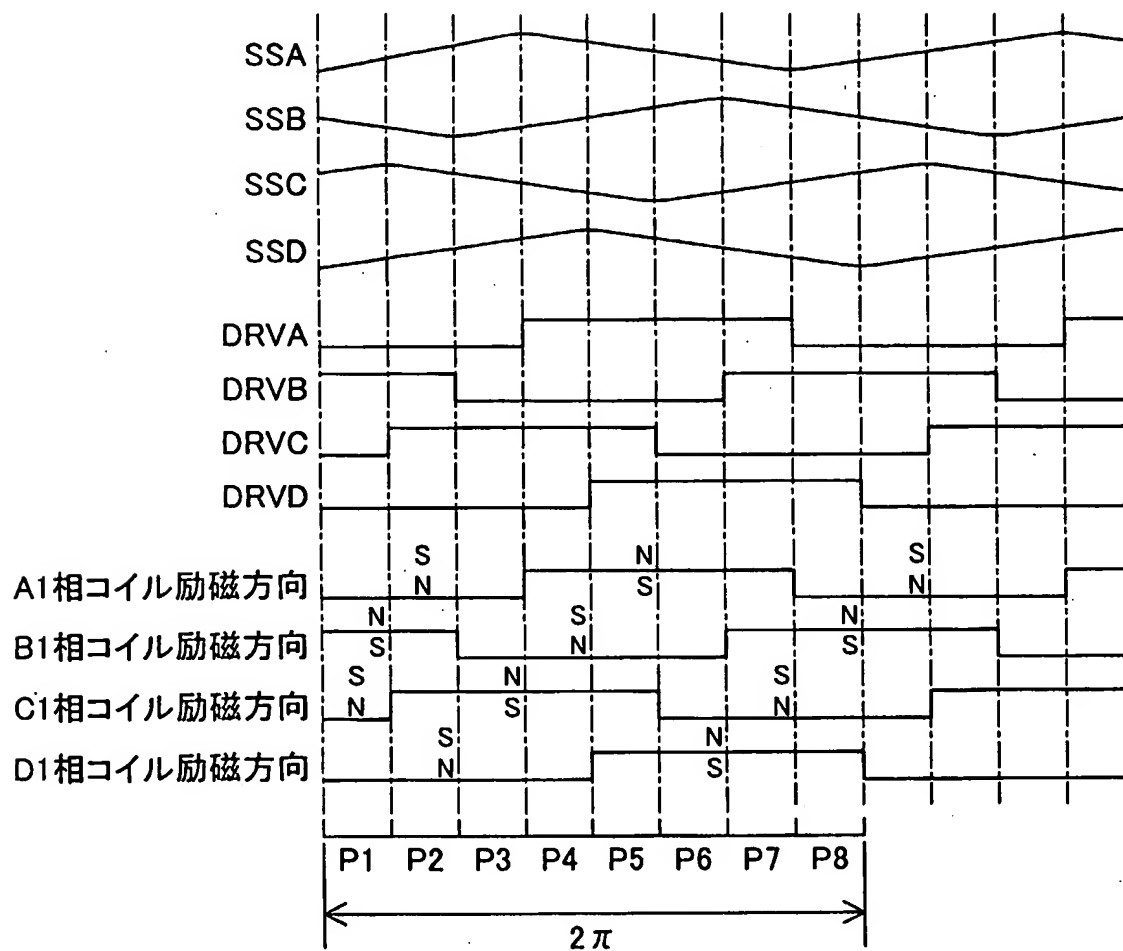 SSA
SSB
SSC
SSD
DRVA
DRVB
DRVC
DRVD
S N S
A1相コイル励磁方向 N S N
N S N
B1相コイル励磁方向 S N S
S N S
C1相コイル励磁方向 N S N
S N
D1相コイル励磁方向 N S
P1 P2 P3 P4 P5 P6 P7 P8
2π